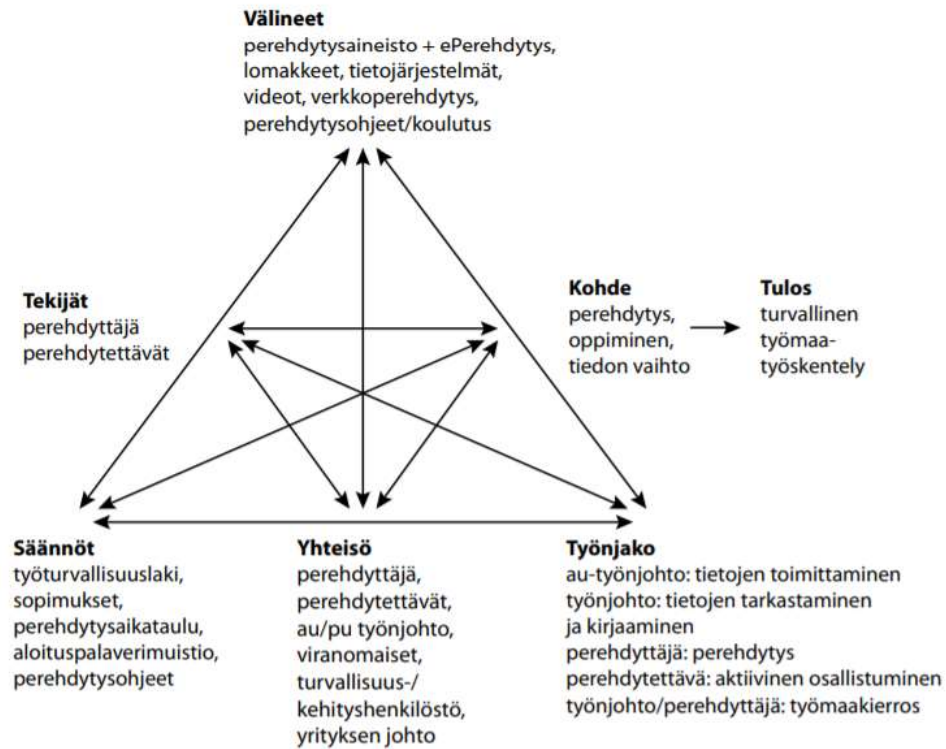 Välineet
perehdytysaineisto + ePerehdytys,
lomakkeet, tietojärjestelmät,
videot, verkkoperehdytys,
perehdytysohjeet/koulutus
Tekijät
perehdyttäjä
perehdytettävät
Kohde
perehdytys,
oppiminen,
tiedon vaihto
Tulos
turvallinen
työmaa-
työskentely
Säännöt
työturvallisuuslaki,
sopimukset,
perehdytysaikataulu,
aloituspalaverimuistio,
perehdytysohjeet
Yhteisö
perehdyttäjä,
perehdytettävät,
au/pu työnjohto,
viranomaiset,
turvallisuus-/
kehityshenkilöstö,
yrityksen johto
Työnjako
au-työnjohto: tietojen toimittaminen
työnjohto: tietojen tarkastaminen
ja kirjaaminen
perehdyttäjä: perehdytys
perehdytettävä: aktiivinen osallistuminen
työnjohto/perehdyttäjä: työmaakierros